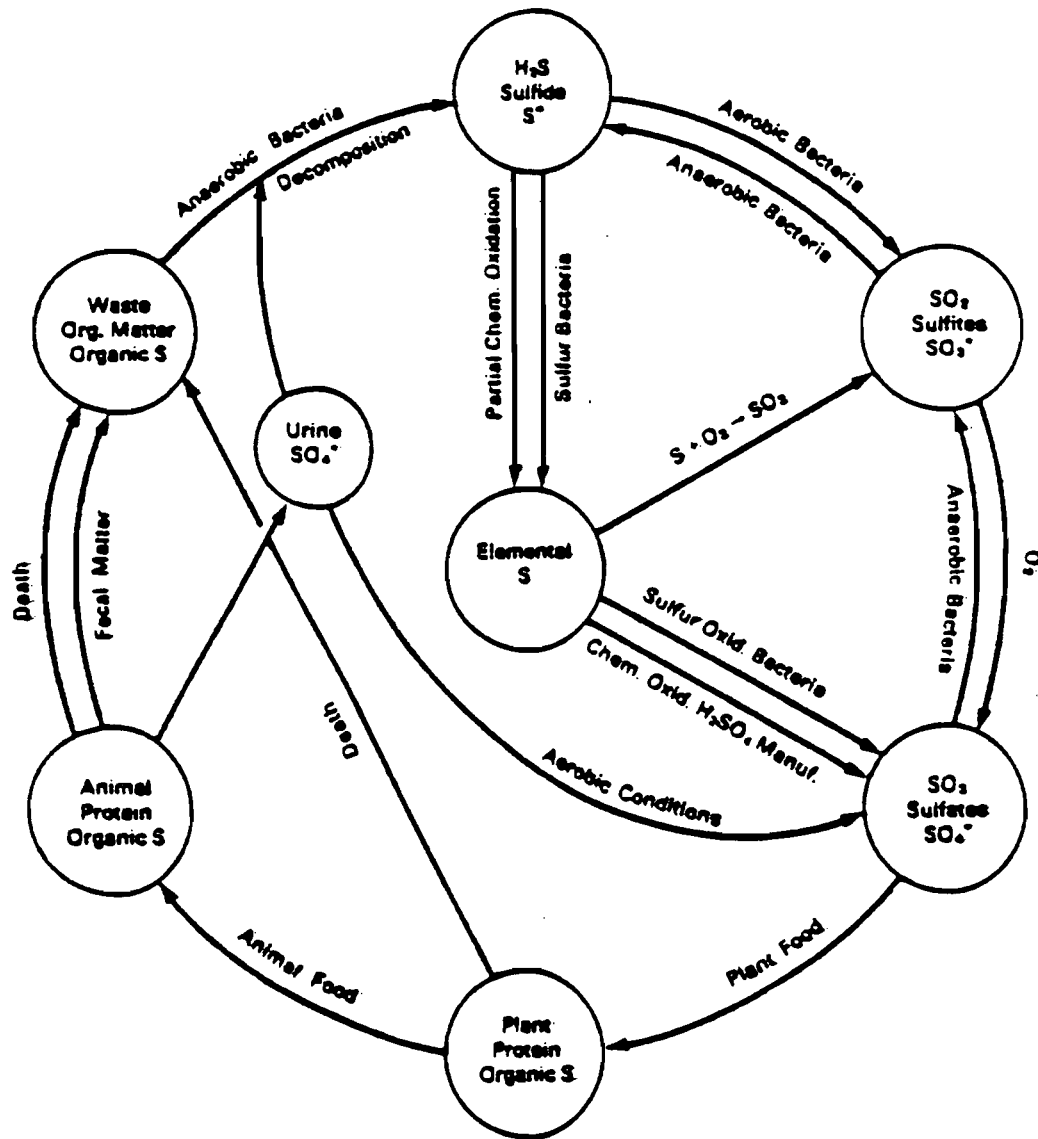 H₂S
Sulfide
S⁼
Anaerobic Bacteria
Decomposition
Aerobic Bacteria
Anaerobic Bacteria
Waste
Org. Matter
Organic S
Partial Chem. Oxidation
Sulfur Bacteria
SO₂
Sulfites
SO₃⁼
Urine
SO₄⁼
S + O₂ → SO₂
Death
Fecal Matter
Elemental
S
Anaerobic Bacteria
O₂
Sulfur Oxid. Bacteria
Chem. Oxid. H₂SO₄ Manuf.
Death
Aerobic Conditions
Animal
Protein
Organic S
SO₃
Sulfates
SO₄⁼
Animal Food
Plant Food
Plant
Protein
Organic S